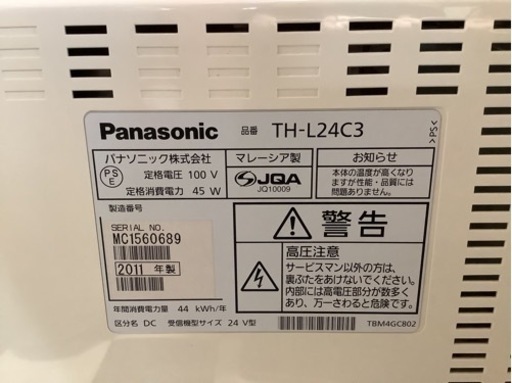 Panasonic 品番 TH-L24C3
パナソニック株式会社
PSE
定格電圧 100 V
定格消費電力 45 W
マレーシア製
JQA
JQ10009
お知らせ
本体の温度が高くなり
ますが性能・品質には
問題ありません。
製造番号
SERIAL NO.
MC1560689
2011 年製
警告
高圧注意
サービスマン以外の方は、
裏ぶたをあけないでください。
内部には高電圧部分が数多く
あり、万一さわると危険です。
年間消費電力量 44 kWh/年
区分名 DC 受信機型サイズ 24 V型
TBM4GCB02
>PS<